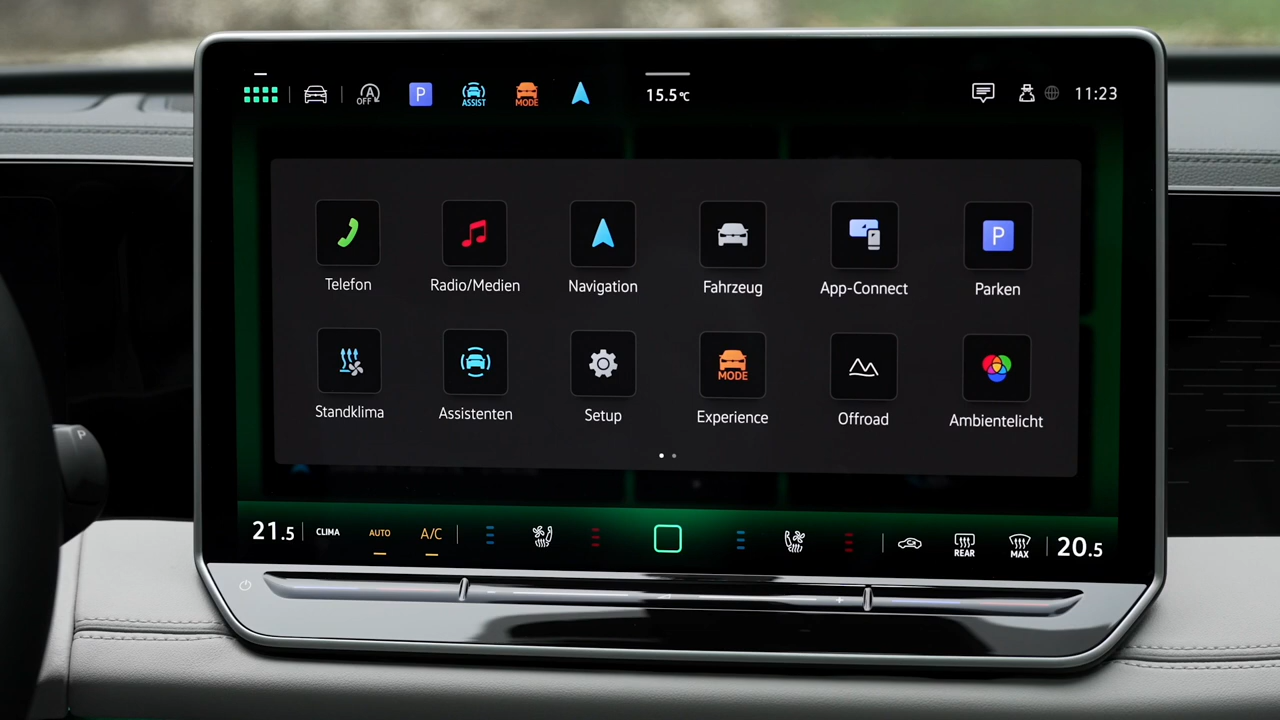 OFF A P ASSIST MODE 15.5°C 11:23
Telefon Radio/Medien Navigation Fahrzeug App-Connect P Parken
Standklima Assistenten Setup MODE Experience Offroad Ambientelicht
P
21.5 CLIMA AUTO A/C REAR MAX 20.5